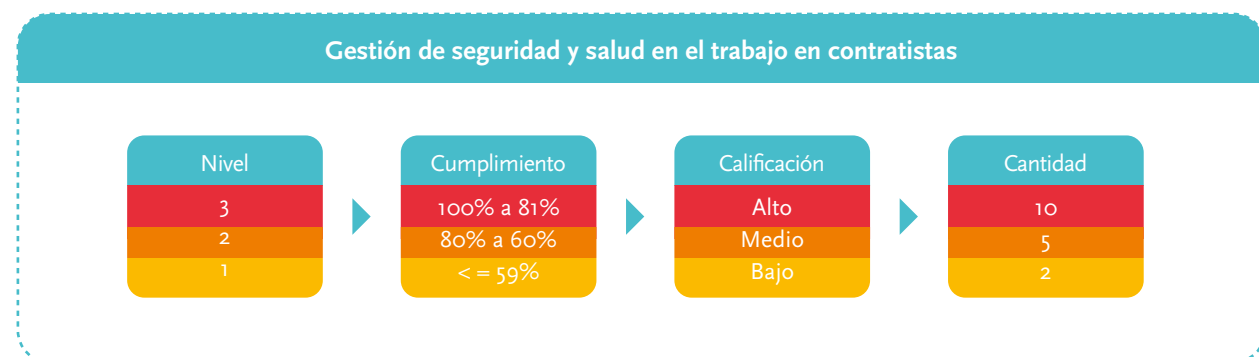 Gestión de seguridad y salud en el trabajo en contratistas
Nivel Cumplimiento Calificación Cantidad
3 100% a 81% Alto 10
2 80% a 60% Medio 5
1 < = 59% Bajo 2